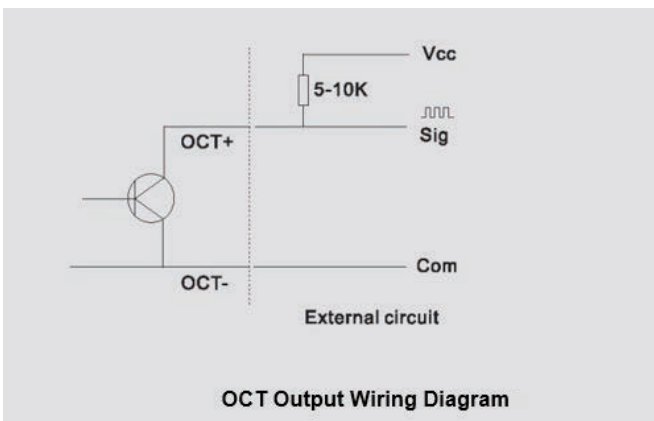 Vcc
5-10K
Sig
OCT+
Com
OCT-
External circuit
OCT Output Wiring Diagram